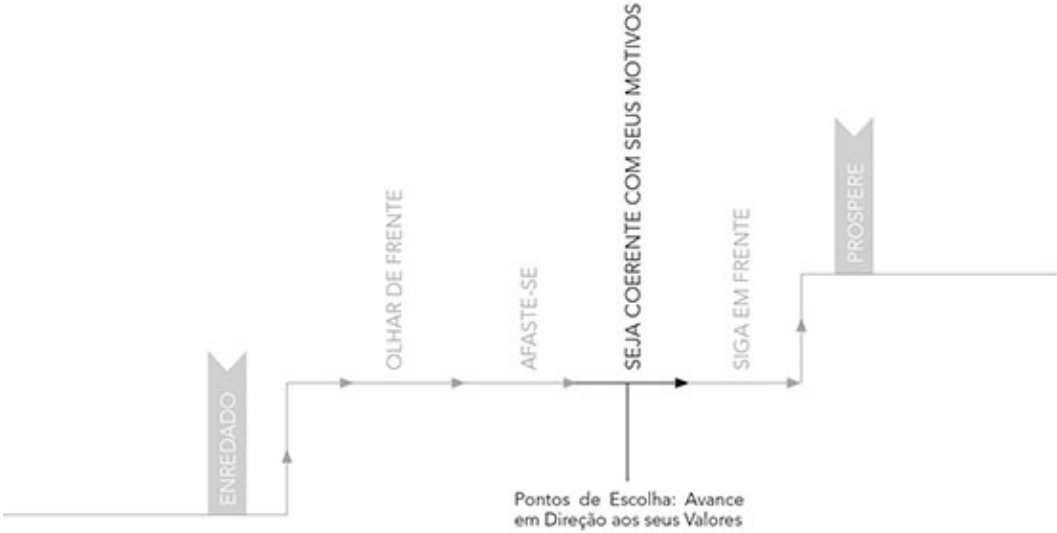 ENREDADO
OLHAR DE FRENTE
AFASTE-SE
SEJA COERENTE COM SEUS MOTIVOS
SIGA EM FRENTE
PROSPERE
Pontos de Escolha: Avance
em Direção aos seus Valores